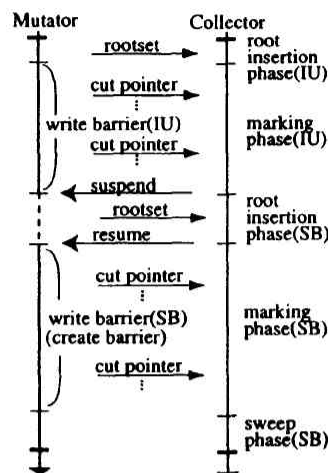 Mutator
Collector
rootset
root
insertion
phase(IU)
cut pointer
⋮
write barrier(IU)
cut pointer
⋮
marking
phase(IU)
suspend
rootset
root
insertion
phase(SB)
resume
cut pointer
⋮
write barrier(SB)
(create barrier)
marking
phase(SB)
cut pointer
⋮
sweep
phase(SB)